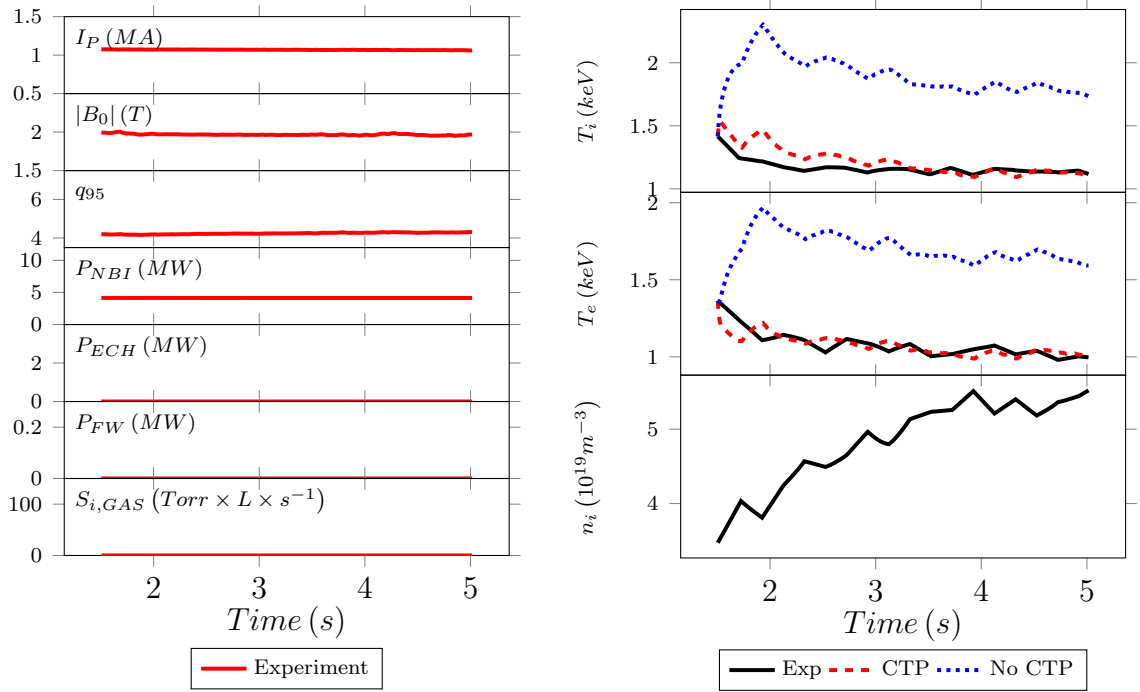 1.5
I_P (MA)
1
0.5
|B_0| (T)
2
1.5
q_95
6
4
P_NBI (MW)
10
5
0
P_ECH (MW)
2
0
P_FW (MW)
0.2
0
S_{i,GAS} (Torr × L × s^{-1})
100
0
2 3 4 5
Time (s)
Experiment
T_i (keV)
2
1.5
1
T_e (keV)
2
1.5
1
n_i (10^{19}m^{-3})
5
4
2 3 4 5
Time (s)
Exp CTP No CTP